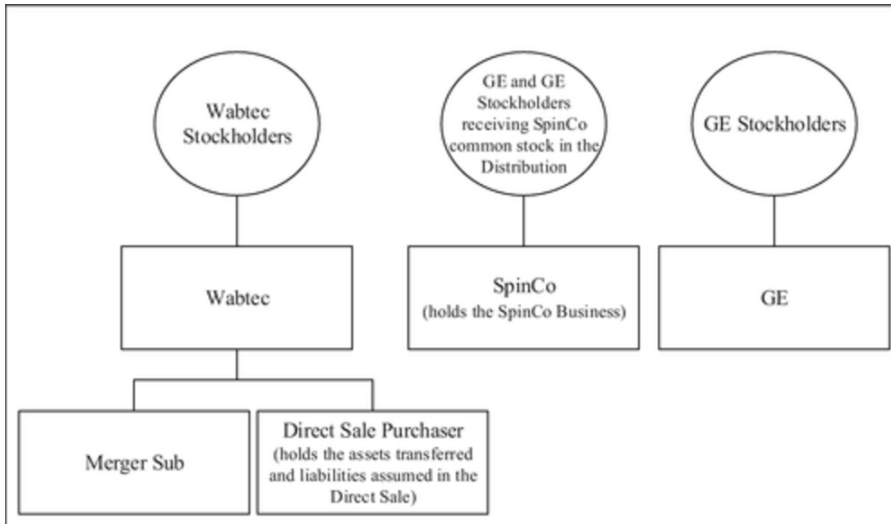 Wabtec
Stockholders
GE and GE
Stockholders
receiving SpinCo
common stock in the
Distribution
GE Stockholders
Wabtec
SpinCo
(holds the SpinCo Business)
GE
Merger Sub
Direct Sale Purchaser
(holds the assets transferred
and liabilities assumed in the
Direct Sale)